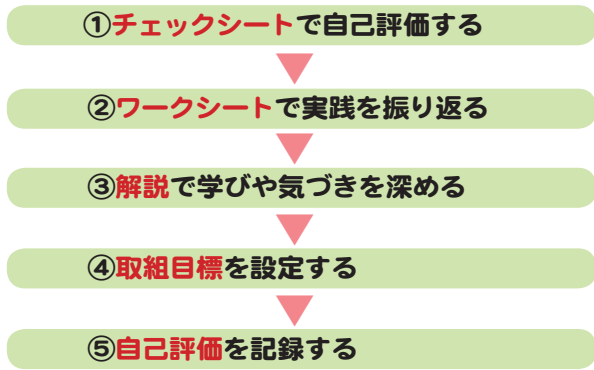 ①チェックシートで自己評価する
②ワークシートで実践を振り返る
③解説で学びや気づきを深める
④取組目標を設定する
⑤自己評価を記録する